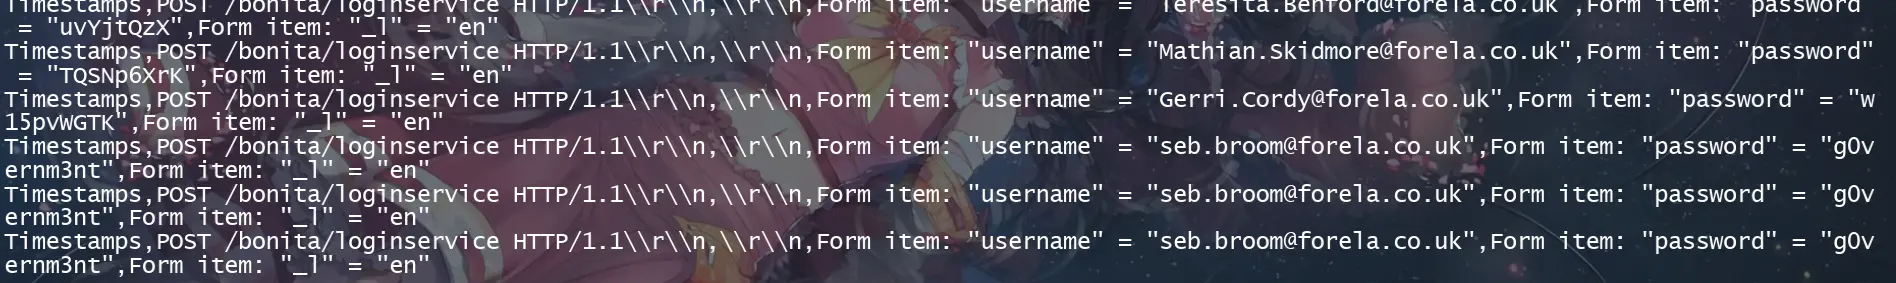 Timestamps,POST /bonita/loginservice HTTP/1.1\\r\\n,\\r\\n,Form item: "username" = "Teresita.Benford@forela.co.uk",Form item: "password"
 = "uvYjtQzX",Form item: "_l" = "en"
Timestamps,POST /bonita/loginservice HTTP/1.1\\r\\n,\\r\\n,Form item: "username" = "Mathian.Skidmore@forela.co.uk",Form item: "password"
 = "TQSNp6XrK",Form item: "_l" = "en"
Timestamps,POST /bonita/loginservice HTTP/1.1\\r\\n,\\r\\n,Form item: "username" = "Gerri.Cordy@forela.co.uk",Form item: "password" = "w
15pvWGTK",Form item: "_l" = "en"
Timestamps,POST /bonita/loginservice HTTP/1.1\\r\\n,\\r\\n,Form item: "username" = "seb.broom@forela.co.uk",Form item: "password" = "g0v
ernm3nt",Form item: "_l" = "en"
Timestamps,POST /bonita/loginservice HTTP/1.1\\r\\n,\\r\\n,Form item: "username" = "seb.broom@forela.co.uk",Form item: "password" = "g0v
ernm3nt",Form item: "_l" = "en"
Timestamps,POST /bonita/loginservice HTTP/1.1\\r\\n,\\r\\n,Form item: "username" = "seb.broom@forela.co.uk",Form item: "password" = "g0v
ernm3nt",Form item: "_l" = "en"